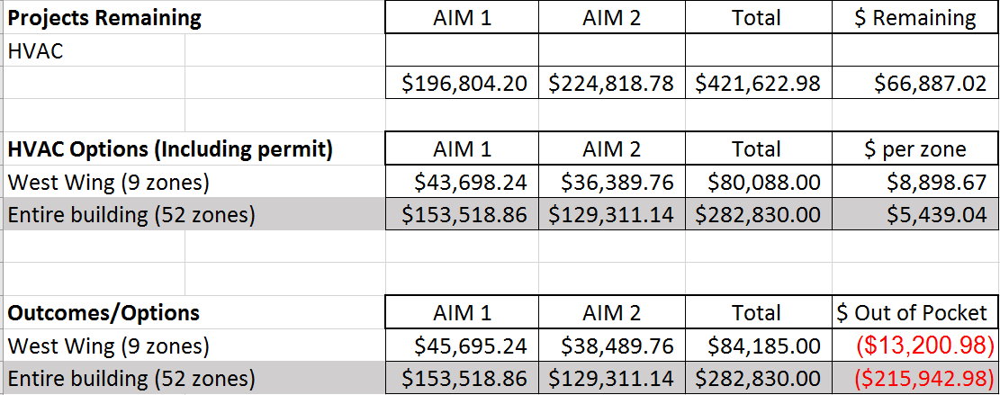 Projects Remaining AIM 1 AIM 2 Total $ Remaining
HVAC
$196,804.20 $224,818.78 $421,622.98 $66,887.02
HVAC Options (Including permit) AIM 1 AIM 2 Total $ per zone
West Wing (9 zones) $43,698.24 $36,389.76 $80,088.00 $8,898.67
Entire building (52 zones) $153,518.86 $129,311.14 $282,830.00 $5,439.04
Outcomes/Options AIM 1 AIM 2 Total $ Out of Pocket
West Wing (9 zones) $45,695.24 $38,489.76 $84,185.00 ($13,200.98)
Entire building (52 zones) $153,518.86 $129,311.14 $282,830.00 ($215,942.98)